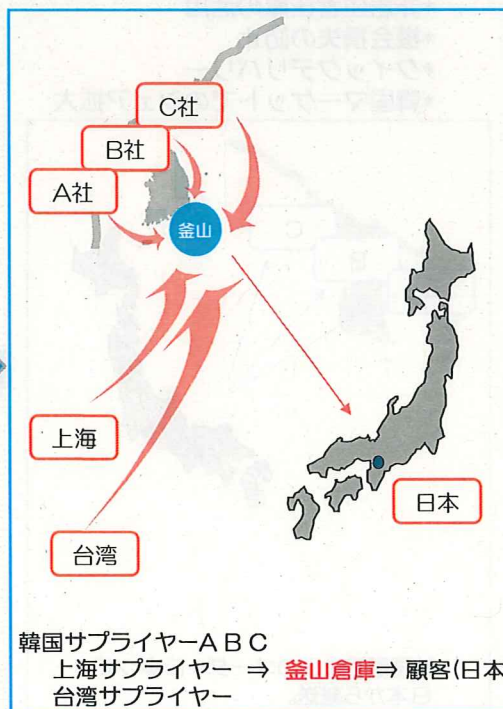 C社
B社
A社
釜山
上海
日本
台湾
韓国サプライヤーＡＢＣ
上海サプライヤー ⇒ 釜山倉庫⇒ 顧客(日本
台湾サプライヤー